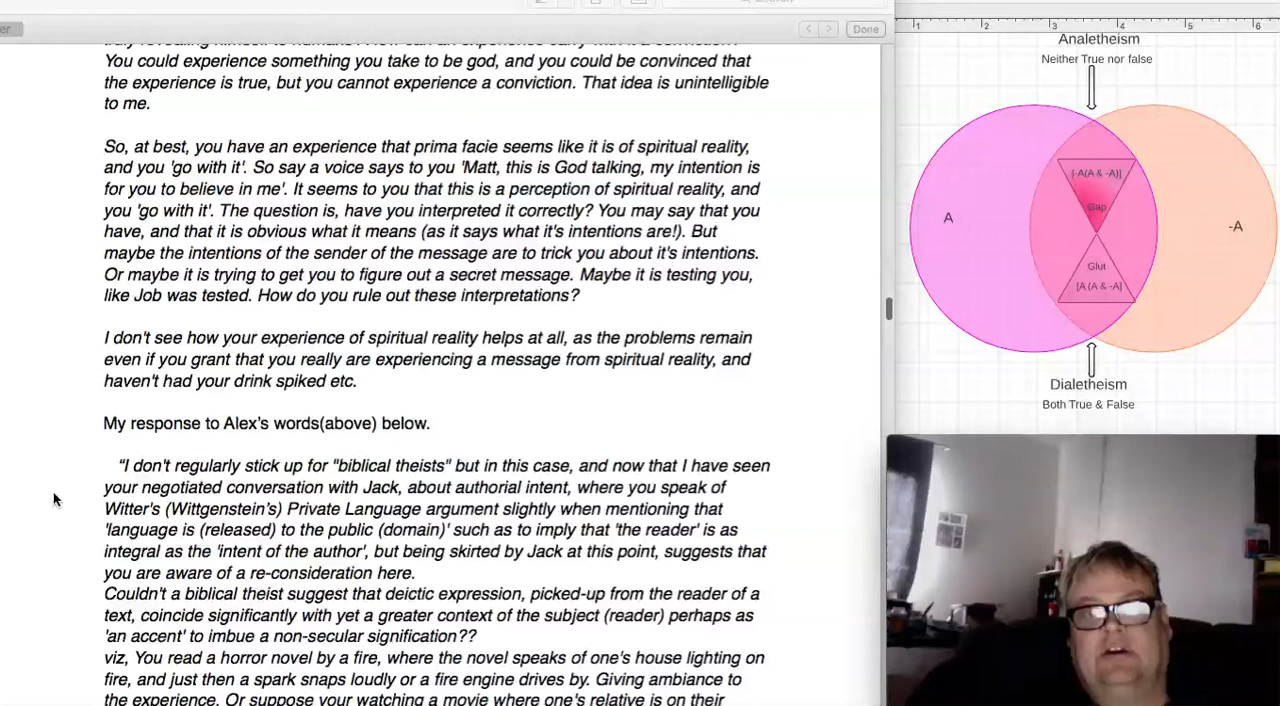 er
Done
You could experience something you take to be god, and you could be convinced that
the experience is true, but you cannot experience a conviction. That idea is unintelligible
to me.
So, at best, you have an experience that prima facie seems like it is of spiritual reality,
and you 'go with it'. So say a voice says to you 'Matt, this is God talking, my intention is
for you to believe in me'. It seems to you that this is a perception of spiritual reality, and
you 'go with it'. The question is, have you interpreted it correctly? You may say that you
have, and that it is obvious what it means (as it says what it's intentions are!). But
maybe the intentions of the sender of the message are to trick you about it's intentions.
Or maybe it is trying to get you to figure out a secret message. Maybe it is testing you,
like Job was tested. How do you rule out these interpretations?
I don't see how your experience of spiritual reality helps at all, as the problems remain
even if you grant that you really are experiencing a message from spiritual reality, and
haven't had your drink spiked etc.
My response to Alex's words(above) below.
“I don't regularly stick up for "biblical theists" but in this case, and now that I have seen
your negotiated conversation with Jack, about authorial intent, where you speak of
Witter's (Wittgenstein's) Private Language argument slightly when mentioning that
'language is (released) to the public (domain)' such as to imply that 'the reader' is as
integral as the 'intent of the author', but being skirted by Jack at this point, suggests that
you are aware of a re-consideration here.
Couldn't a biblical theist suggest that deictic expression, picked-up from the reader of a
text, coincide significantly with yet a greater context of the subject (reader) perhaps as
'an accent' to imbue a non-secular signification??
viz, You read a horror novel by a fire, where the novel speaks of one's house lighting on
fire, and just then a spark snaps loudly or a fire engine drives by. Giving ambiance to
the experience. Or suppose your watching a movie where one's relative is on their
1 2 3 4 5 6
Analetheism
Neither True nor false
[-A(A & -A)]
Gap
A
-A
Glut
[A (A & -A]
Dialetheism
Both True & False